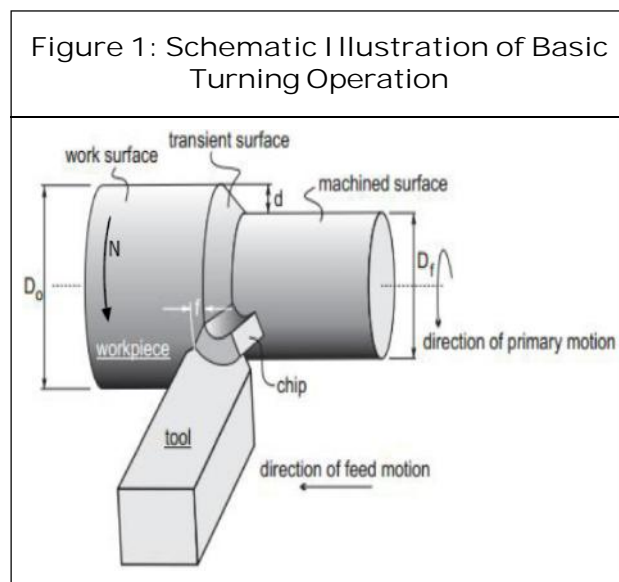 Figure 1: Schematic Illustration of Basic
Turning Operation
transient surface
work surface
machined surface
d
N
D₀
D_f
f
workpiece
direction of primary motion
chip
tool
direction of feed motion